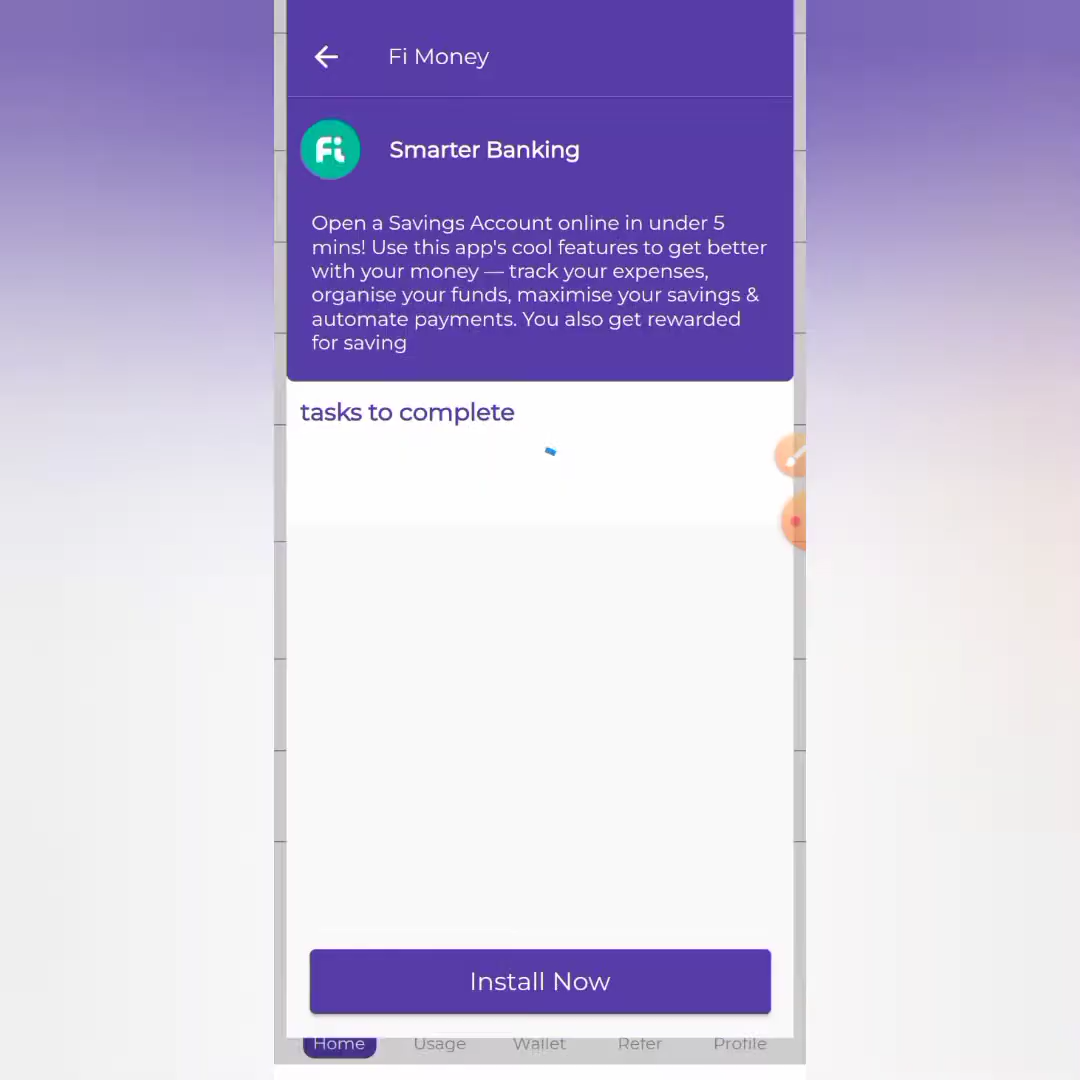 Fi Money
Fi
Smarter Banking
Open a Savings Account online in under 5
mins! Use this app's cool features to get better
with your money — track your expenses,
organise your funds, maximise your savings &
automate payments. You also get rewarded
for saving
tasks to complete
Install Now
Home Usage Wallet Refer Profile